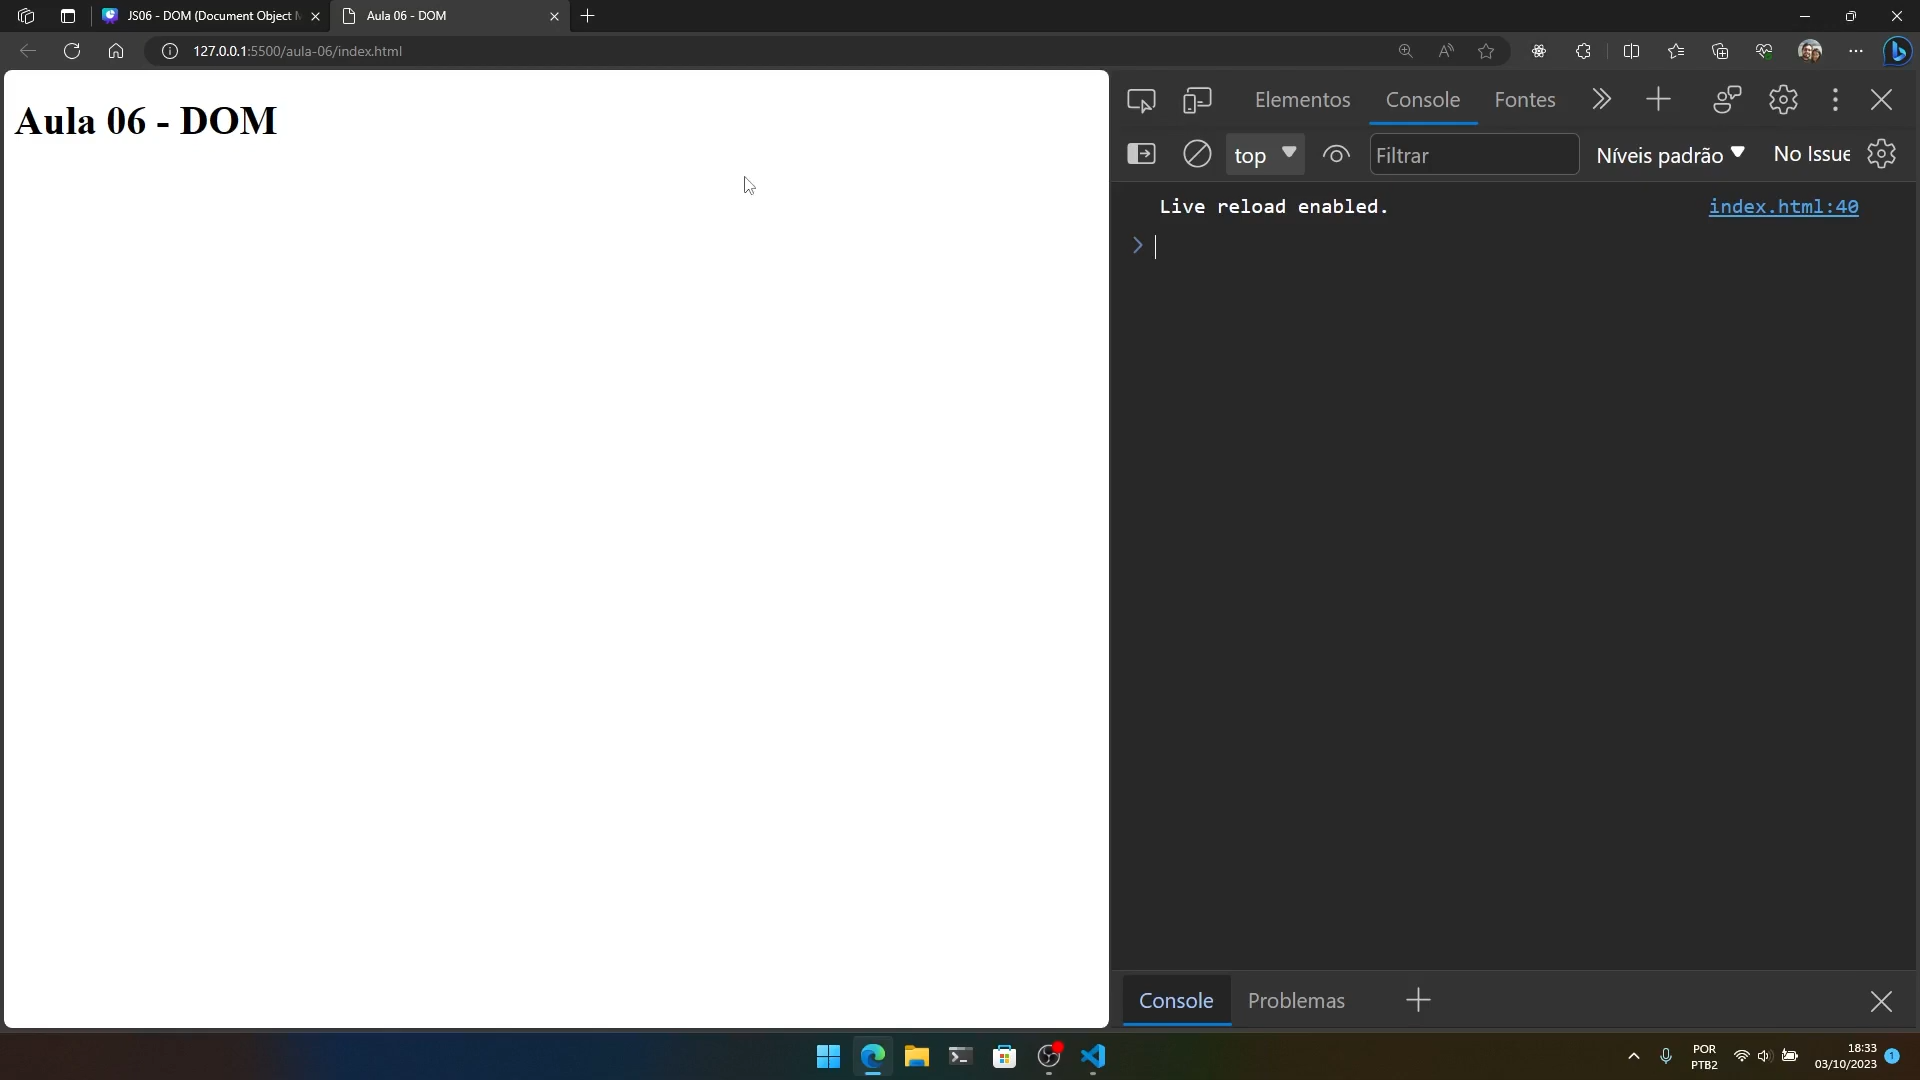 JS06 - DOM (Document Object M
Aula 06 - DOM
127.0.0.1:5500/aula-06/index.html
Aula 06 - DOM
Elementos
Console
Fontes
top
Filtrar
Níveis padrão
No Issue
Live reload enabled.
index.html:40
Console
Problemas
POR
PTB2
18:33
03/10/2023
1